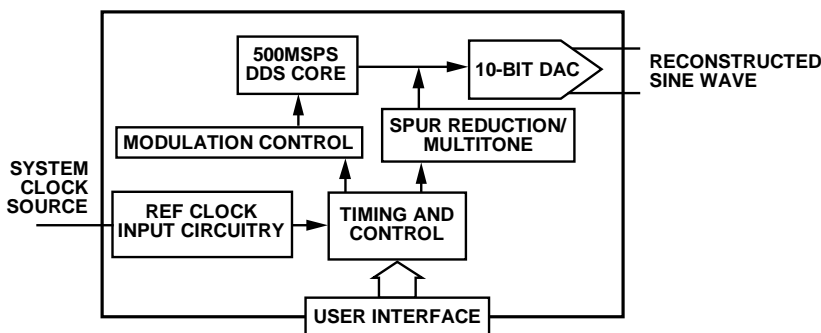 500MSPS
DDS CORE
10-BIT DAC
RECONSTRUCTED
SINE WAVE
MODULATION CONTROL
SPUR REDUCTION/
MULTITONE
SYSTEM
CLOCK
SOURCE
REF CLOCK
INPUT CIRCUITRY
TIMING AND
CONTROL
USER INTERFACE